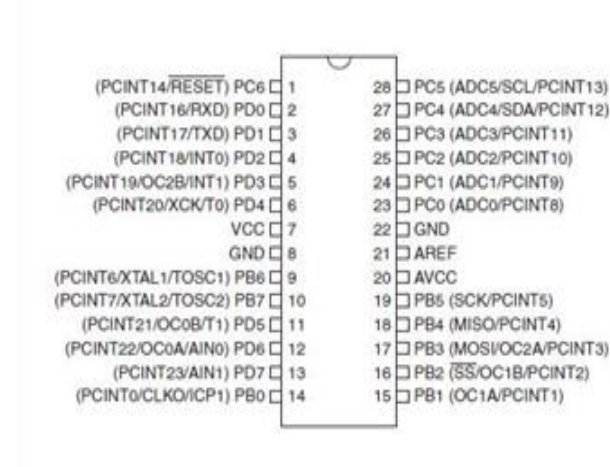 (PCINT14/RESET) PC6 1 28 PC5 (ADC5/SCL/PCINT13)
(PCINT16/RXD) PD0 2 27 PC4 (ADC4/SDA/PCINT12)
(PCINT17/TXD) PD1 3 26 PC3 (ADC3/PCINT11)
(PCINT18/INT0) PD2 4 25 PC2 (ADC2/PCINT10)
(PCINT19/OC2B/INT1) PD3 5 24 PC1 (ADC1/PCINT9)
(PCINT20/XCK/T0) PD4 6 23 PC0 (ADC0/PCINT8)
VCC 7 22 GND
GND 8 21 AREF
(PCINT6/XTAL1/TOSC1) PB6 9 20 AVCC
(PCINT7/XTAL2/TOSC2) PB7 10 19 PB5 (SCK/PCINT5)
(PCINT21/OC0B/T1) PD5 11 18 PB4 (MISO/PCINT4)
(PCINT22/OC0A/AIN0) PD6 12 17 PB3 (MOSI/OC2A/PCINT3)
(PCINT23/AIN1) PD7 13 16 PB2 (SS/OC1B/PCINT2)
(PCINT0/CLKO/ICP1) PB0 14 15 PB1 (OC1A/PCINT1)